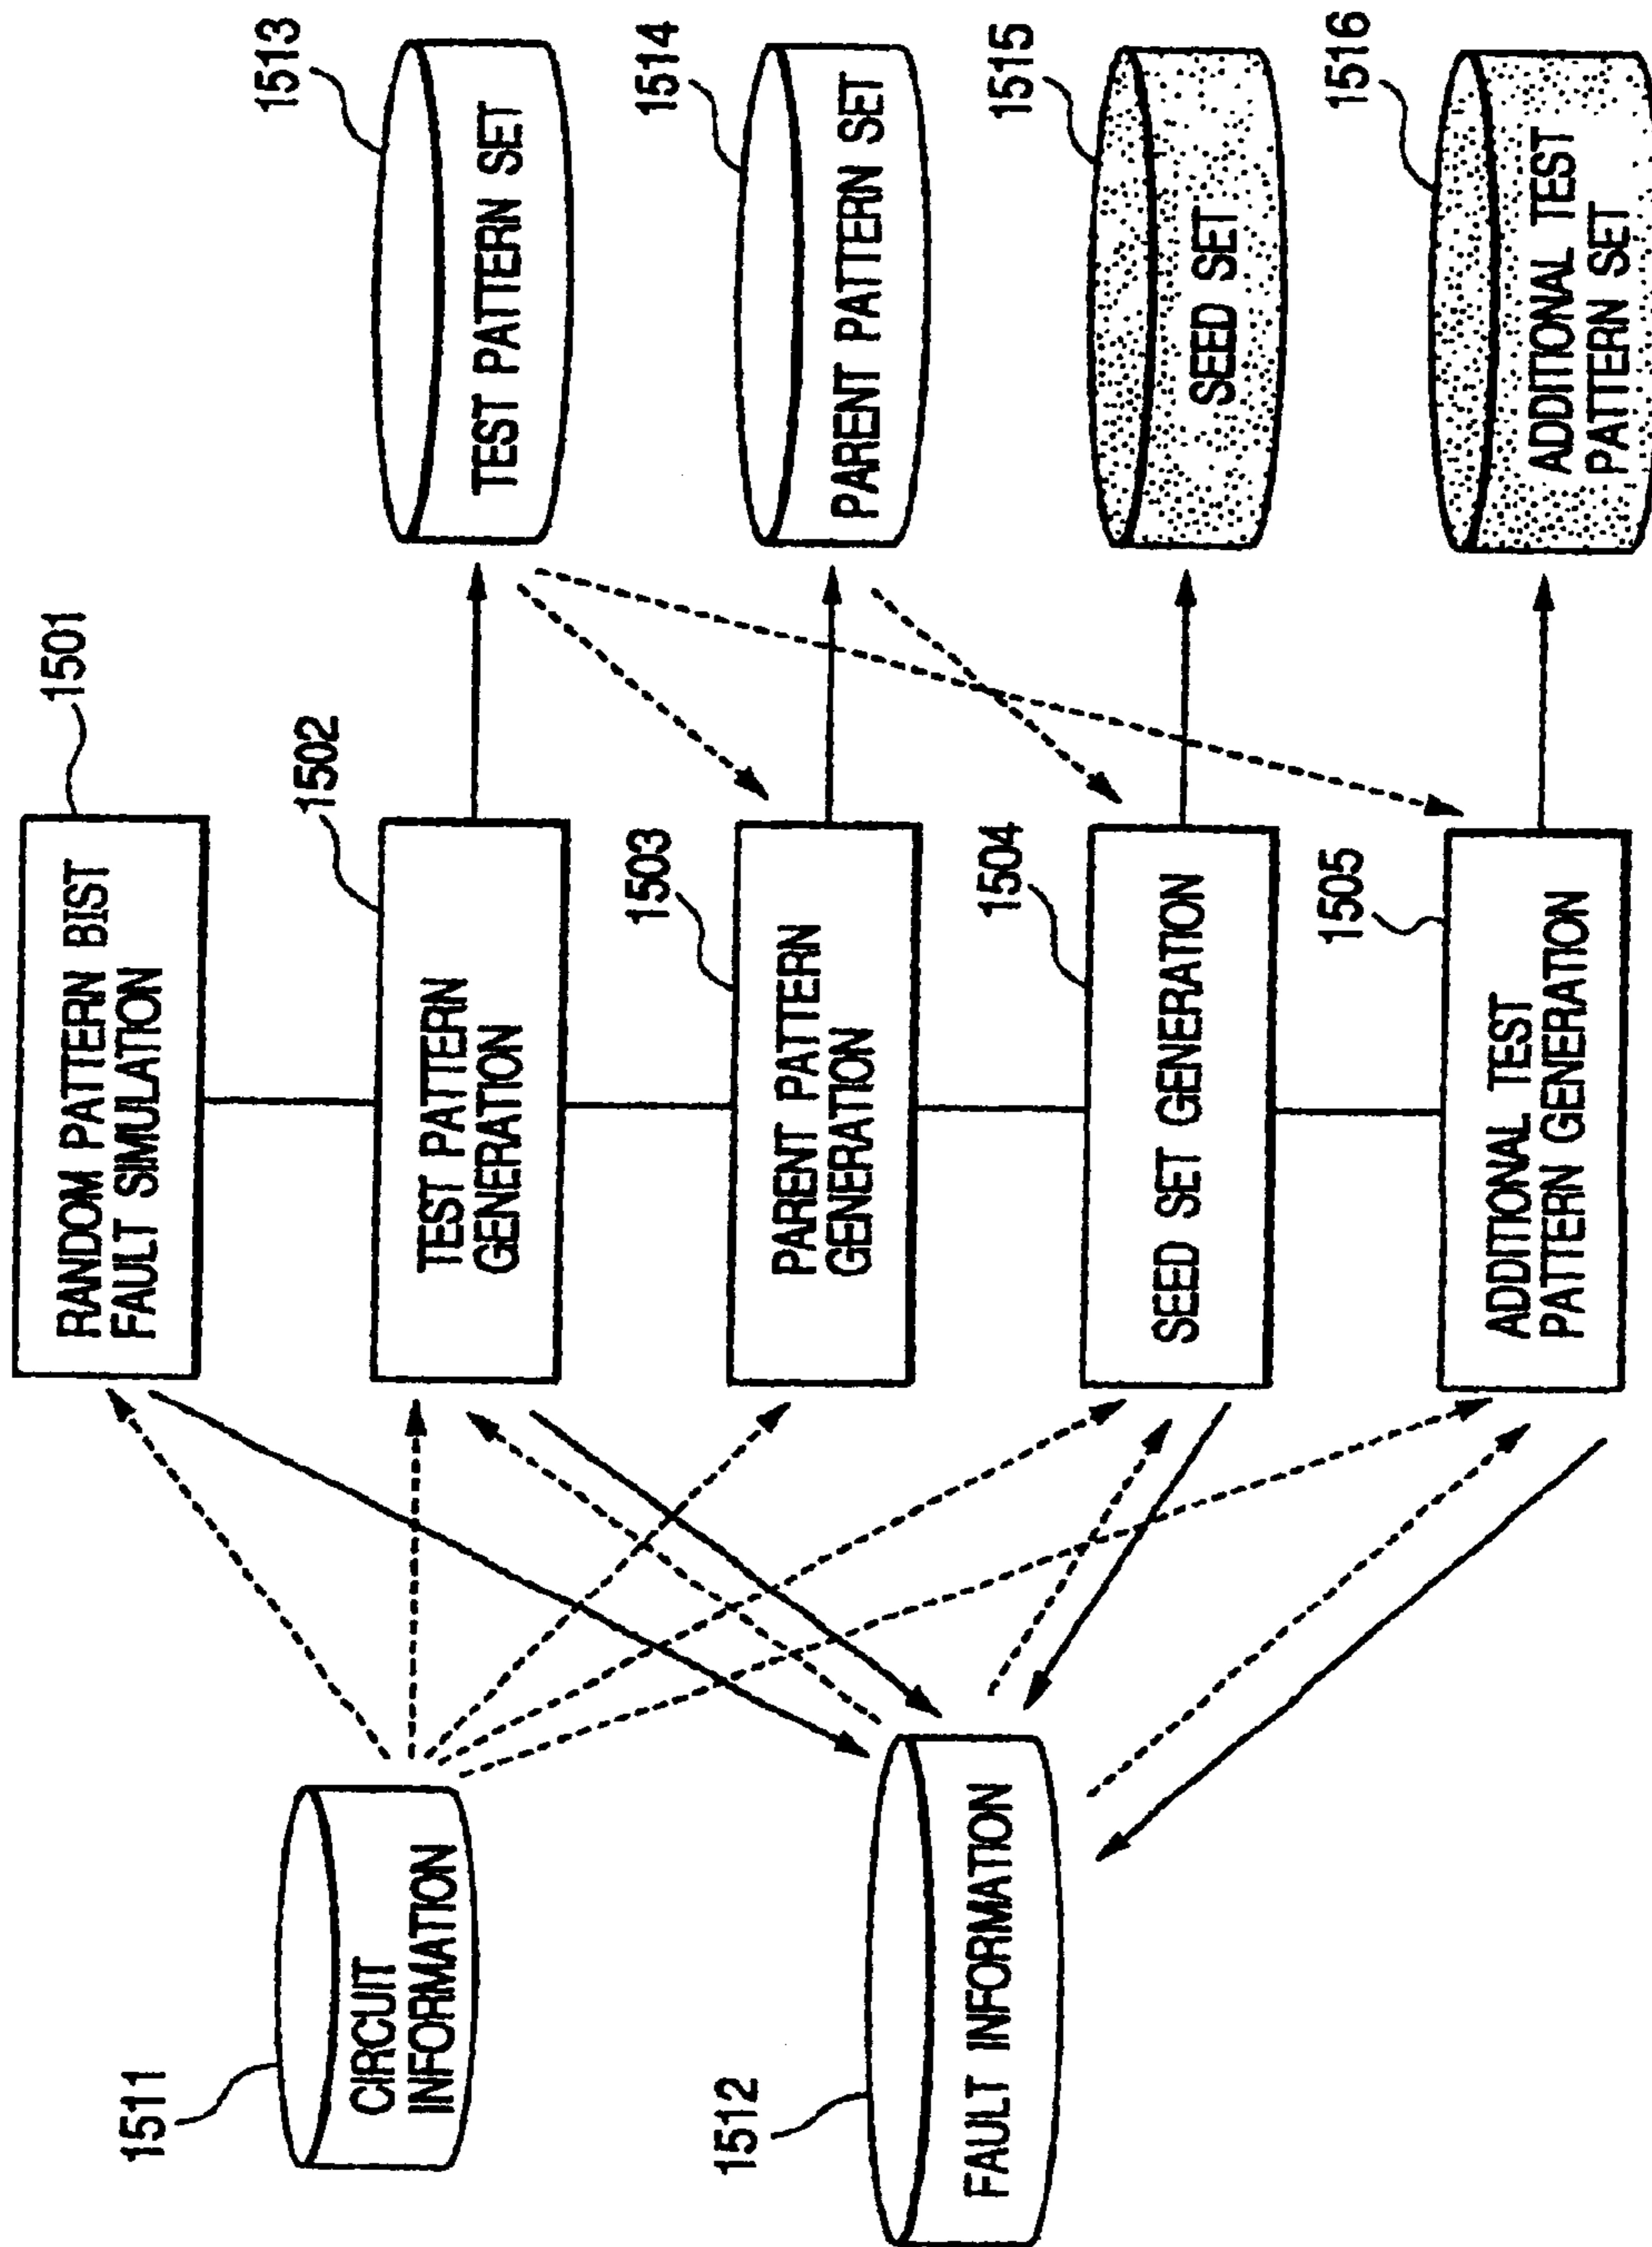 1501
RANDOM PATTERN BIST
FAULT SIMULATION
1511
CIRCUIT
INFORMATION
1502
TEST PATTERN
GENERATION
1513
TEST PATTERN SET
1503
PARENT PATTERN
GENERATION
1514
PARENT PATTERN SET
1512
FAULT INFORMATION
1504
SEED SET GENERATION
1515
SEED SET
1505
ADDITIONAL TEST
PATTERN GENERATION
1516
ADDITIONAL TEST
PATTERN SET